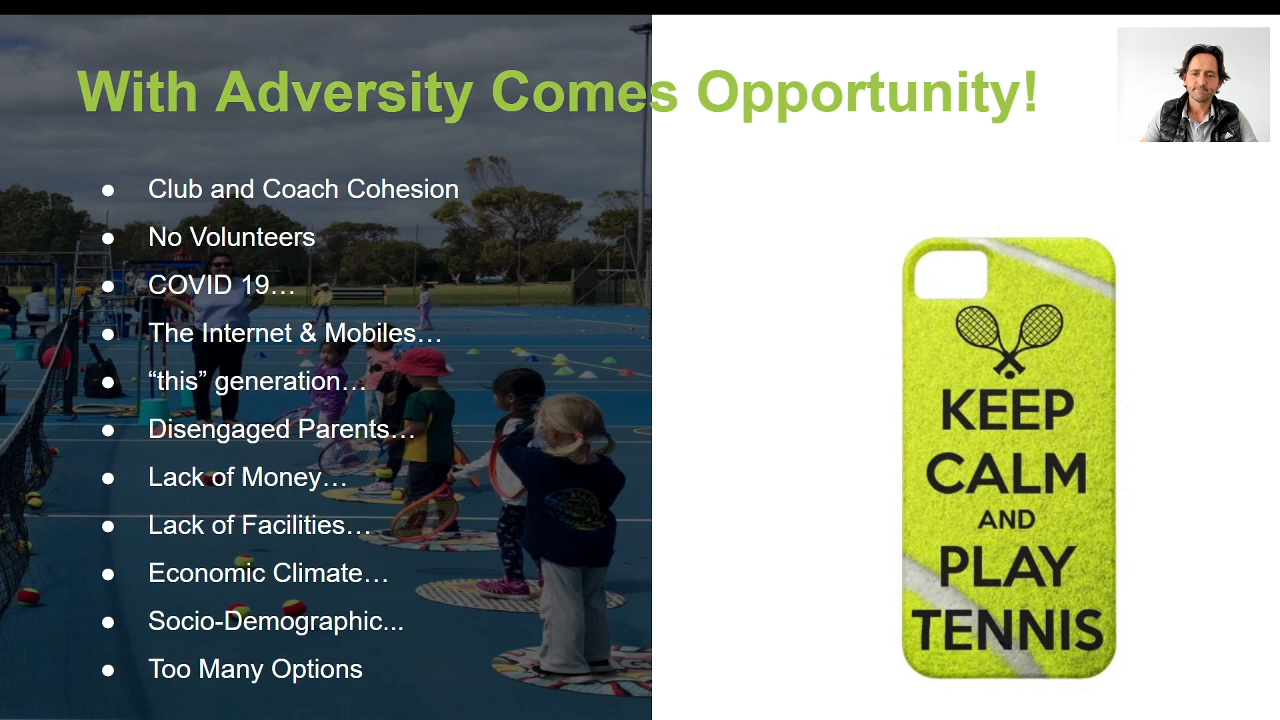 With Adversity Comes Opportunity!
● Club and Coach Cohesion
● No Volunteers
● COVID 19…
● The Internet & Mobiles…
● “this” generation…
● Disengaged Parents…
● Lack of Money…
● Lack of Facilities…
● Economic Climate…
● Socio-Demographic...
● Too Many Options
KEEP
CALM
AND
PLAY
TENNIS